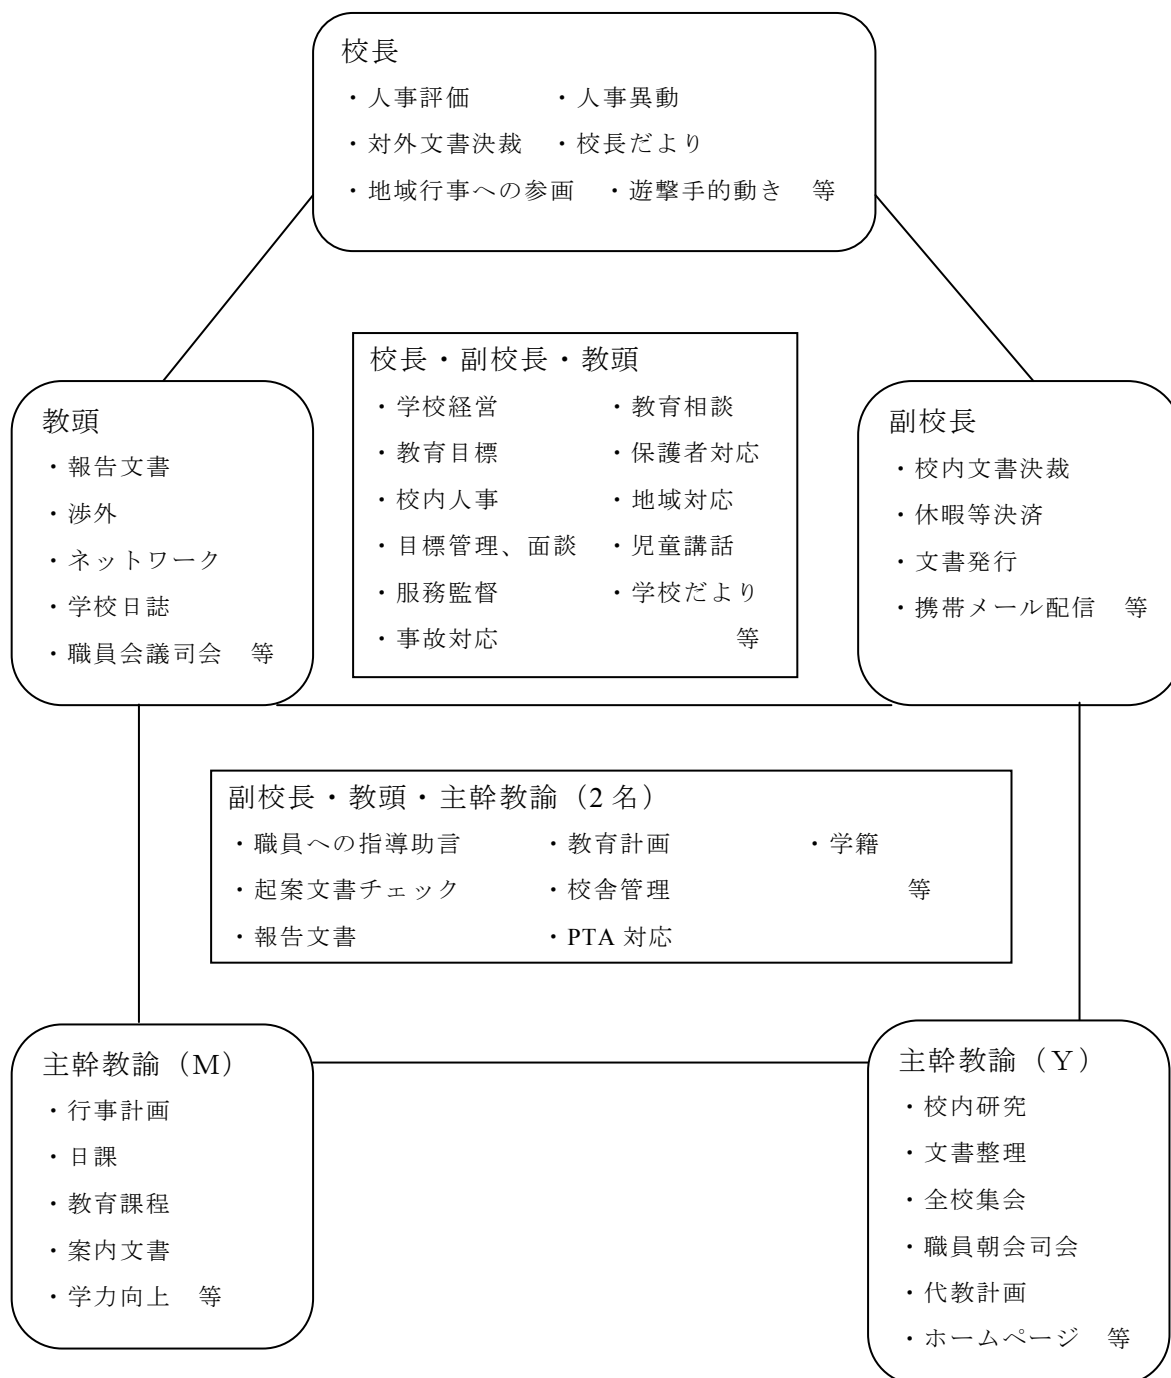 校長
・人事評価　　　・人事異動
・対外文書決裁　・校長だより
・地域行事への参画　・遊撃手的動き　等
校長・副校長・教頭
・学校経営　　　　・教育相談
・教育目標　　　　・保護者対応
・校内人事　　　　・地域対応
・目標管理、面談　・児童講話
・服務監督　　　　・学校だより
・事故対応　　　　　　　　　等
教頭
・報告文書
・渉外
・ネットワーク
・学校日誌
・職員会議司会　等
副校長
・校内文書決裁
・休暇等決済
・文書発行
・携帯メール配信　等
副校長・教頭・主幹教諭（2 名）
・職員への指導助言　　　・教育計画　　　　　・学籍
・起案文書チェック　　　・校舎管理　　　　　　　　　等
・報告文書　　　　　　　・PTA 対応
主幹教諭（M）
・行事計画
・日課
・教育課程
・案内文書
・学力向上　等
主幹教諭（Y）
・校内研究
・文書整理
・全校集会
・職員朝会司会
・代教計画
・ホームページ　等